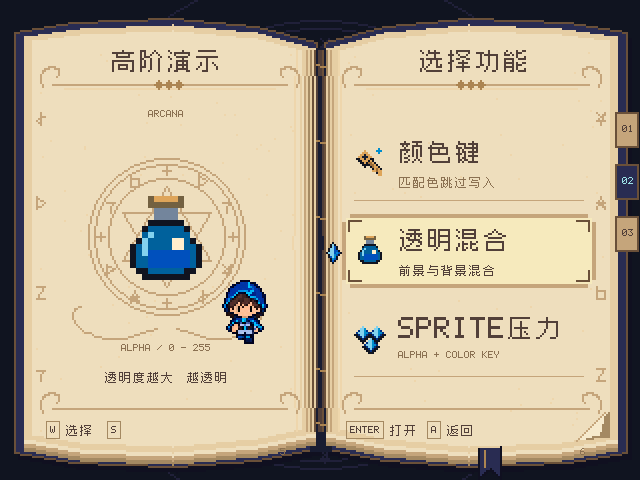 高阶演示
ARCANA
ALPHA / 0 - 255
透明度越大 越透明
W 选择 S
选择功能
颜色键
匹配色跳过写入
透明混合
前景与背景混合
SPRITE压力
ALPHA + COLOR KEY
ENTER 打开 A 返回
01
02
03